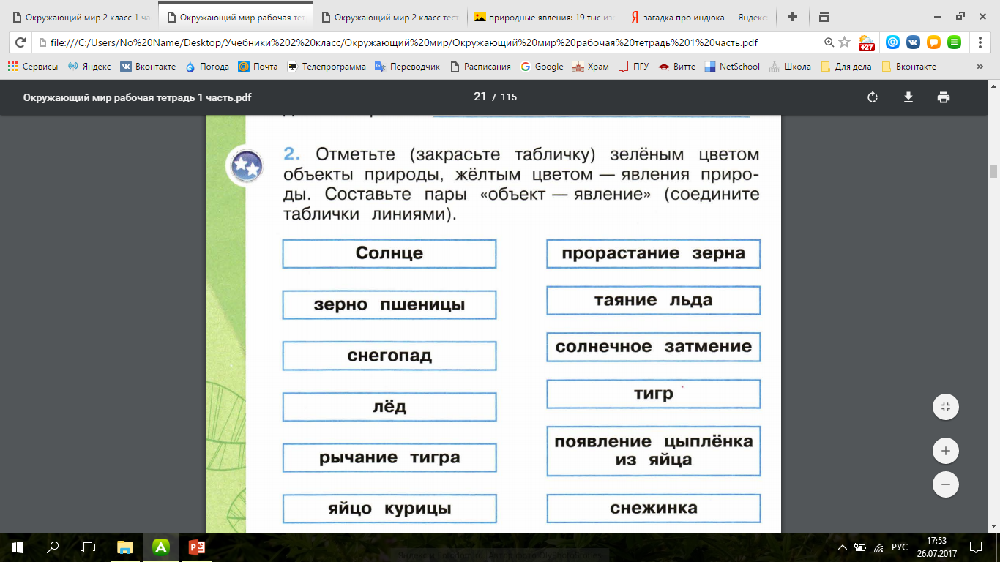 Окружающий мир 2 класс 1 ча
Окружающий мир рабочая тет
Окружающий мир 2 класс тест
природные явления: 19 тыс из
загадка про индюка — Яндекс
file:///C:/Users/No%20Name/Desktop/Учебники%202%20класс/Окружающий%20мир/Окружающий%20мир%20рабочая%20тетрадь%201%20часть.pdf
+27
Сервисы Яндекс Вконтакте Погода Почта Телепрограмма Переводчик Расписания Google Храм ПГУ Витте NetSchool Школа Для дела Вконтакте »
Окружающий мир рабочая тетрадь 1 часть.pdf 21 / 115
2. Отметьте (закрасьте табличку) зелёным цветом
объекты природы, жёлтым цветом — явления приро-
ды. Составьте пары «объект — явление» (соедините
таблички линиями).
Солнце
зерно пшеницы
снегопад
лёд
рычание тигра
яйцо курицы
прорастание зерна
таяние льда
солнечное затмение
тигр
появление цыплёнка
из яйца
снежинка
РУС
17:53
26.07.2017